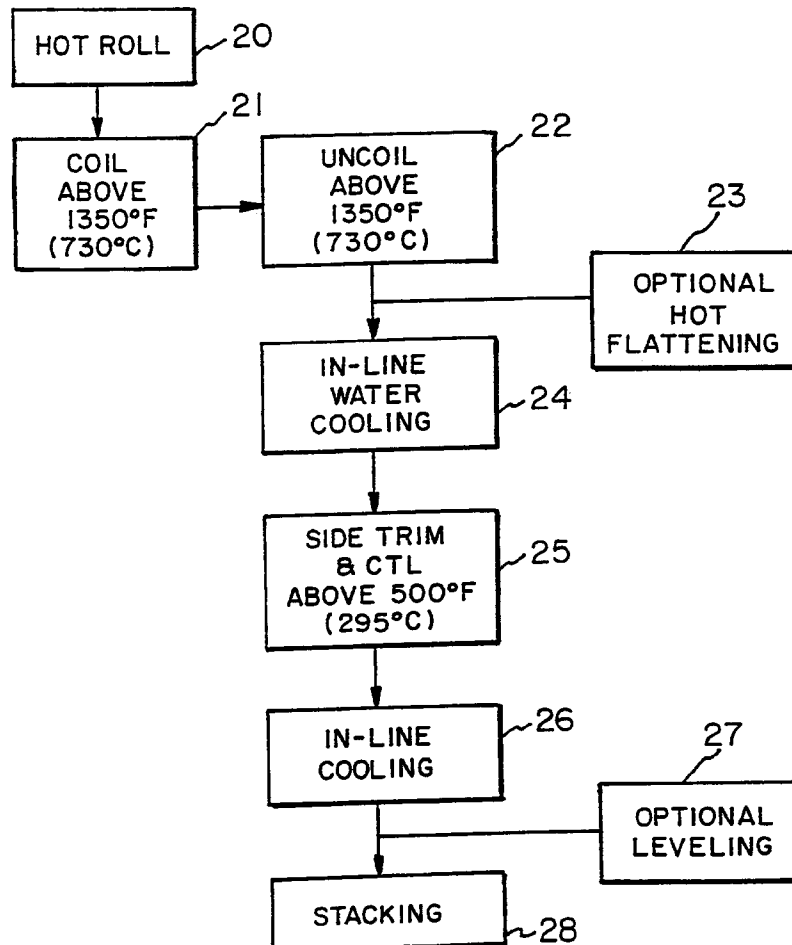 HOT ROLL
20
21
COIL
ABOVE
1350°F
(730°C)
22
UNCOIL
ABOVE
1350°F
(730°C)
23
OPTIONAL
HOT
FLATTENING
IN-LINE
WATER
COOLING
24
SIDE TRIM
& CTL
ABOVE 500°F
(295°C)
25
IN-LINE
COOLING
26
27
OPTIONAL
LEVELING
STACKING
28